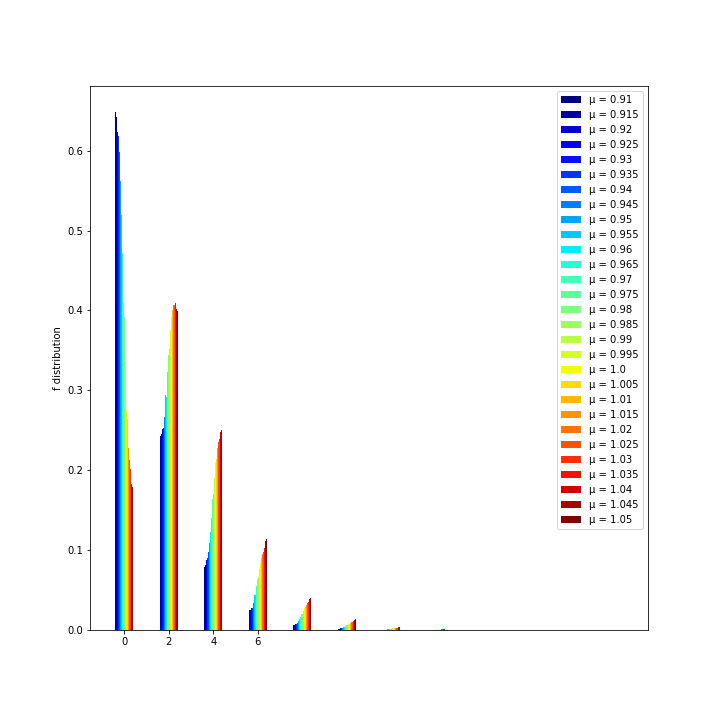 f distribution
0.6
0.5
0.4
0.3
0.2
0.1
0.0
0 2 4 6
μ = 0.91
μ = 0.915
μ = 0.92
μ = 0.925
μ = 0.93
μ = 0.935
μ = 0.94
μ = 0.945
μ = 0.95
μ = 0.955
μ = 0.96
μ = 0.965
μ = 0.97
μ = 0.975
μ = 0.98
μ = 0.985
μ = 0.99
μ = 0.995
μ = 1.0
μ = 1.005
μ = 1.01
μ = 1.015
μ = 1.02
μ = 1.025
μ = 1.03
μ = 1.035
μ = 1.04
μ = 1.045
μ = 1.05